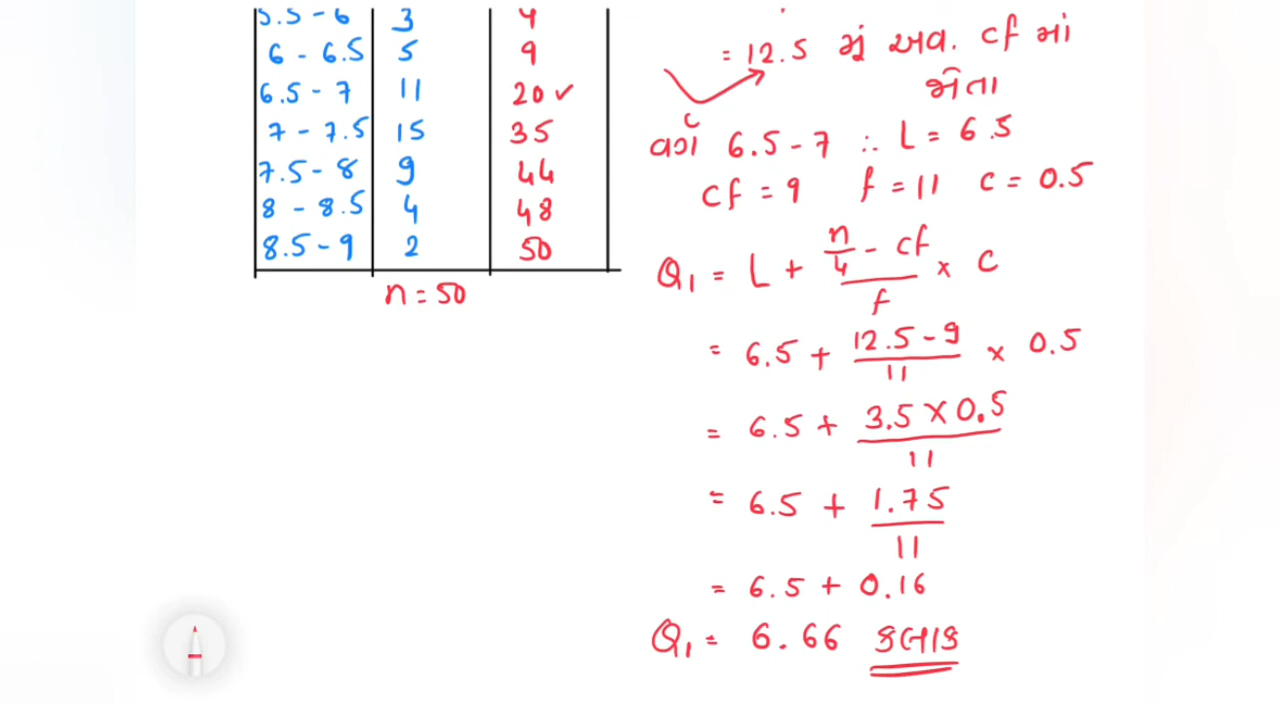 5.5 - 6 3 4
6 - 6.5 5 9
6.5 - 7 11 20 ✓
7 - 7.5 15 35
7.5 - 8 9 44
8 - 8.5 4 48
8.5 - 9 2 50
n = 50
= 12.5 મું અવ. cf માં
જોતા
વર્ગ 6.5 - 7 ∴ L = 6.5
cf = 9 f = 11 c = 0.5
Q₁ = L + (n/4 - cf)/f × c
= 6.5 + (12.5 - 9)/11 × 0.5
= 6.5 + (3.5 × 0.5)/11
= 6.5 + 1.75/11
= 6.5 + 0.16
Q₁ = 6.66 કલાક